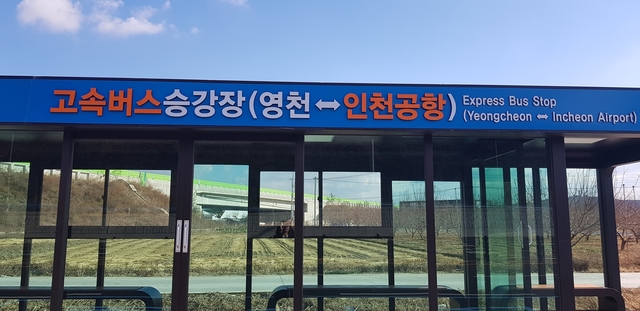 고속버스승강장(영천⇔인천공항)
Express Bus Stop
(Yeongcheon ⇔ Incheon Airport)